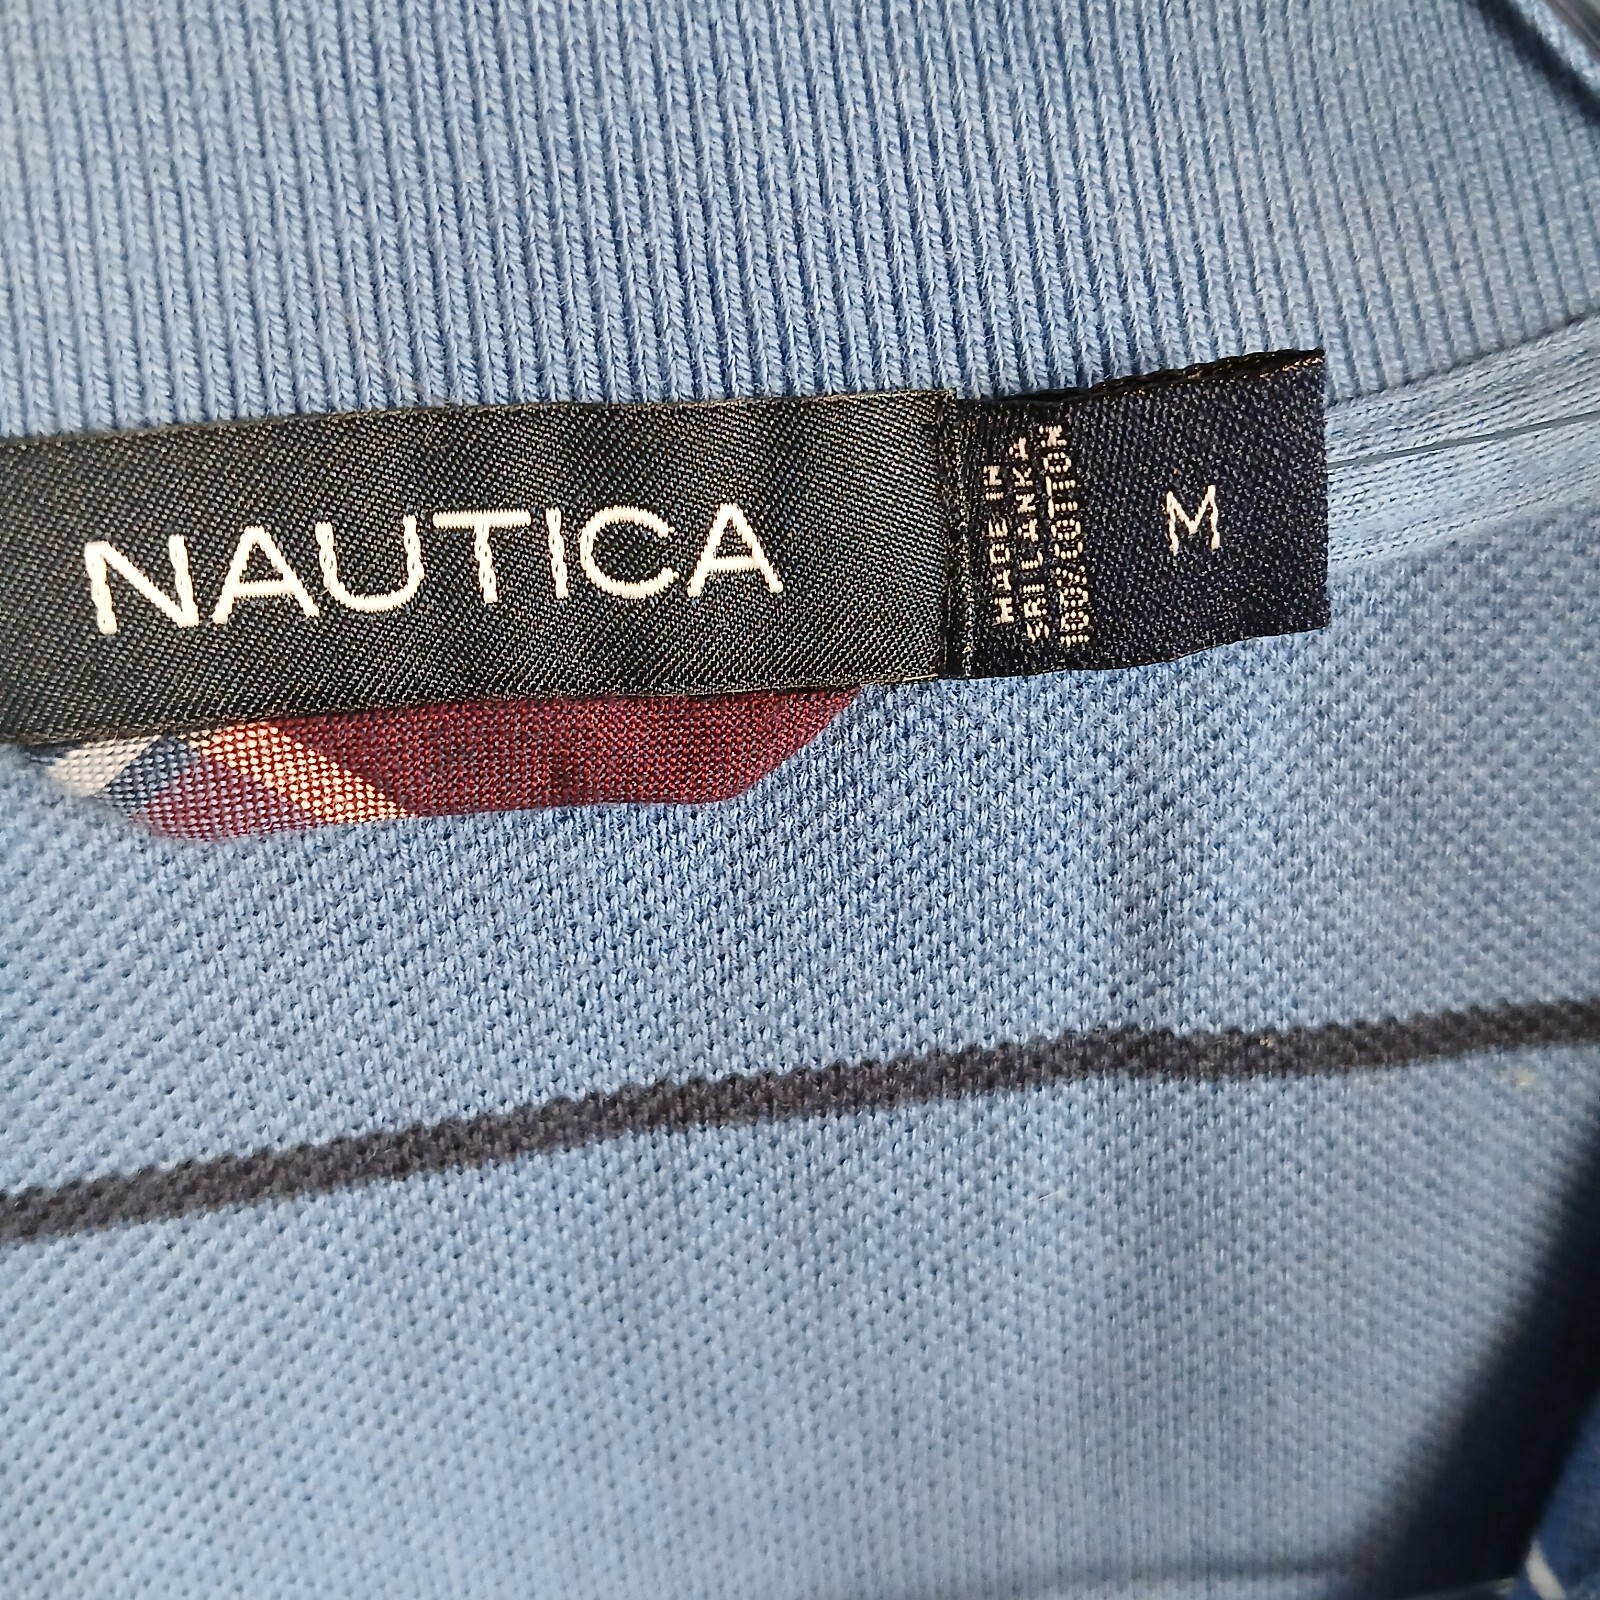 NAUTICA
MADE IN
SRI LANKA
100%COTTON
M